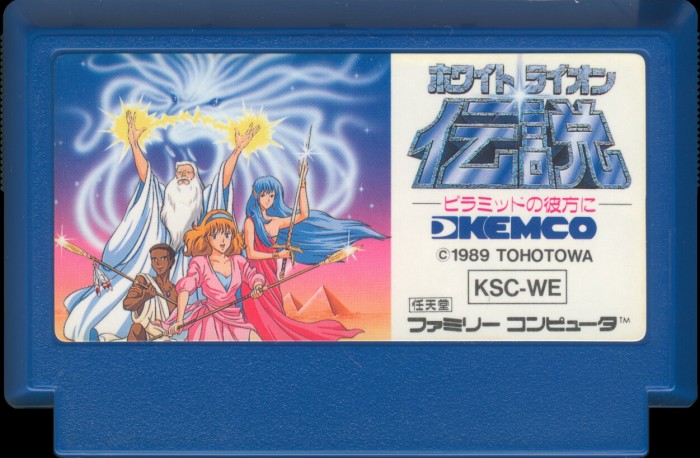 ホワイト ライオン
伝説
ピラミッドの彼方に
KEMCO
©1989 TOHOTOWA
KSC-WE
任天堂
ファミリー コンピュータ™